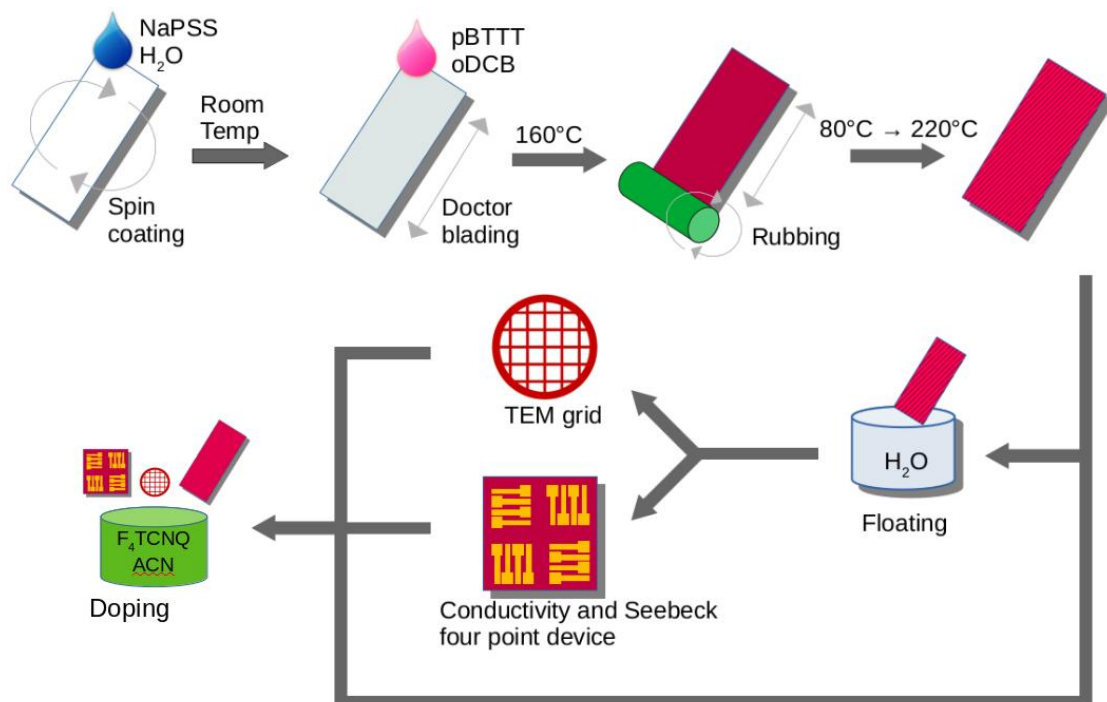 NaPSS
H₂O
Spin
coating
Room
Temp
pBTTT
oDCB
Doctor
blading
160°C
Rubbing
80°C → 220°C
TEM grid
H₂O
Floating
Conductivity and Seebeck
four point device
F₄TCNQ
ACN
Doping